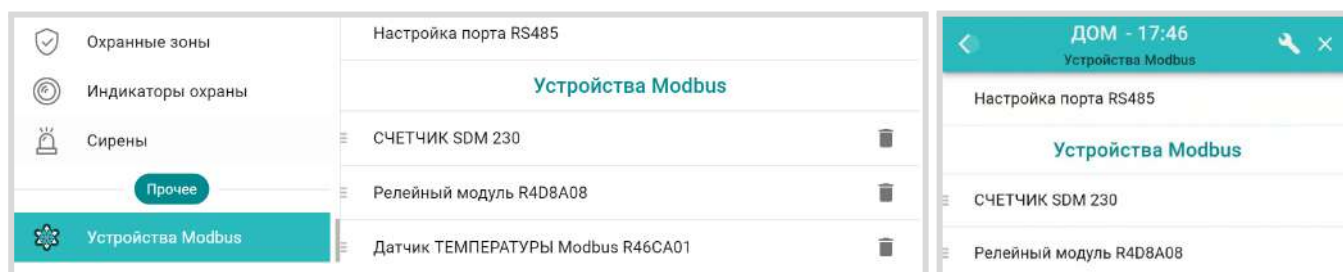 Охранные зоны
Индикаторы охраны
Сирены
Прочее
Устройства Modbus
Настройка порта RS485
Устройства Modbus
СЧЕТЧИК SDM 230
Релейный модуль R4D8A08
Датчик ТЕМПЕРАТУРЫ Modbus R46CA01
ДОМ - 17:46
Устройства Modbus
Настройка порта RS485
Устройства Modbus
СЧЕТЧИК SDM 230
Релейный модуль R4D8A08